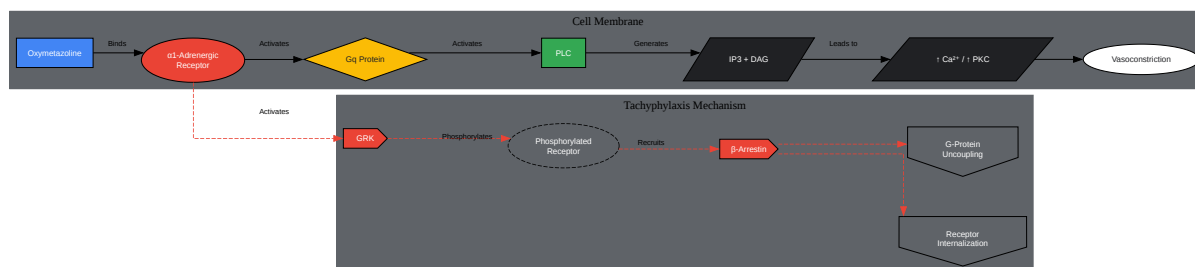 Cell Membrane
Oxymetazoline
Binds
α1-Adrenergic
Receptor
Activates
Gq Protein
Activates
PLC
Generates
IP3 + DAG
Leads to
↑ Ca²⁺ / ↑ PKC
Vasoconstriction
Activates
Tachyphylaxis Mechanism
GRK
Phosphorylates
Phosphorylated
Receptor
Recruits
β-Arrestin
G-Protein
Uncoupling
Receptor
Internalization